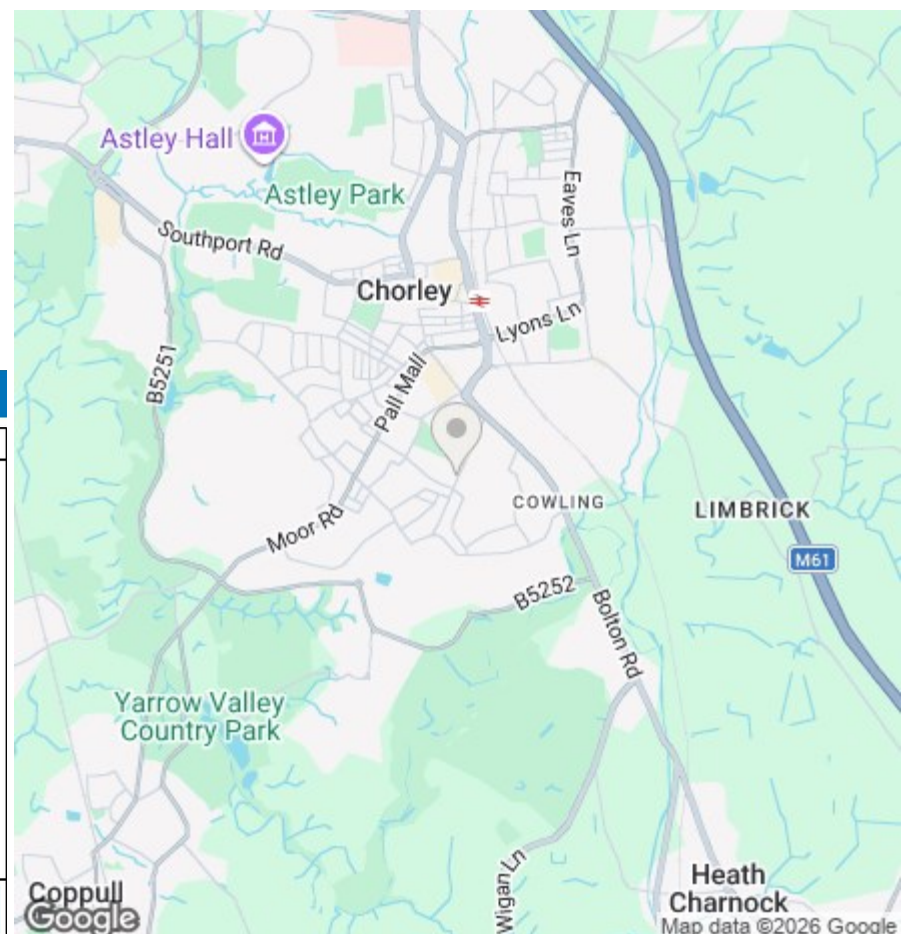 Astley Hall
Astley Park
Eaves Ln
Southport Rd
Chorley
Lyons Ln
B5251
Pall Mall
COWLING
LIMBRICK
Moor Rd
M61
B5252
Bolton Rd
Yarrow Valley
Country Park
Wigan Ln
Heath
Charnock
Coppull
Google
Map data ©2026 Google